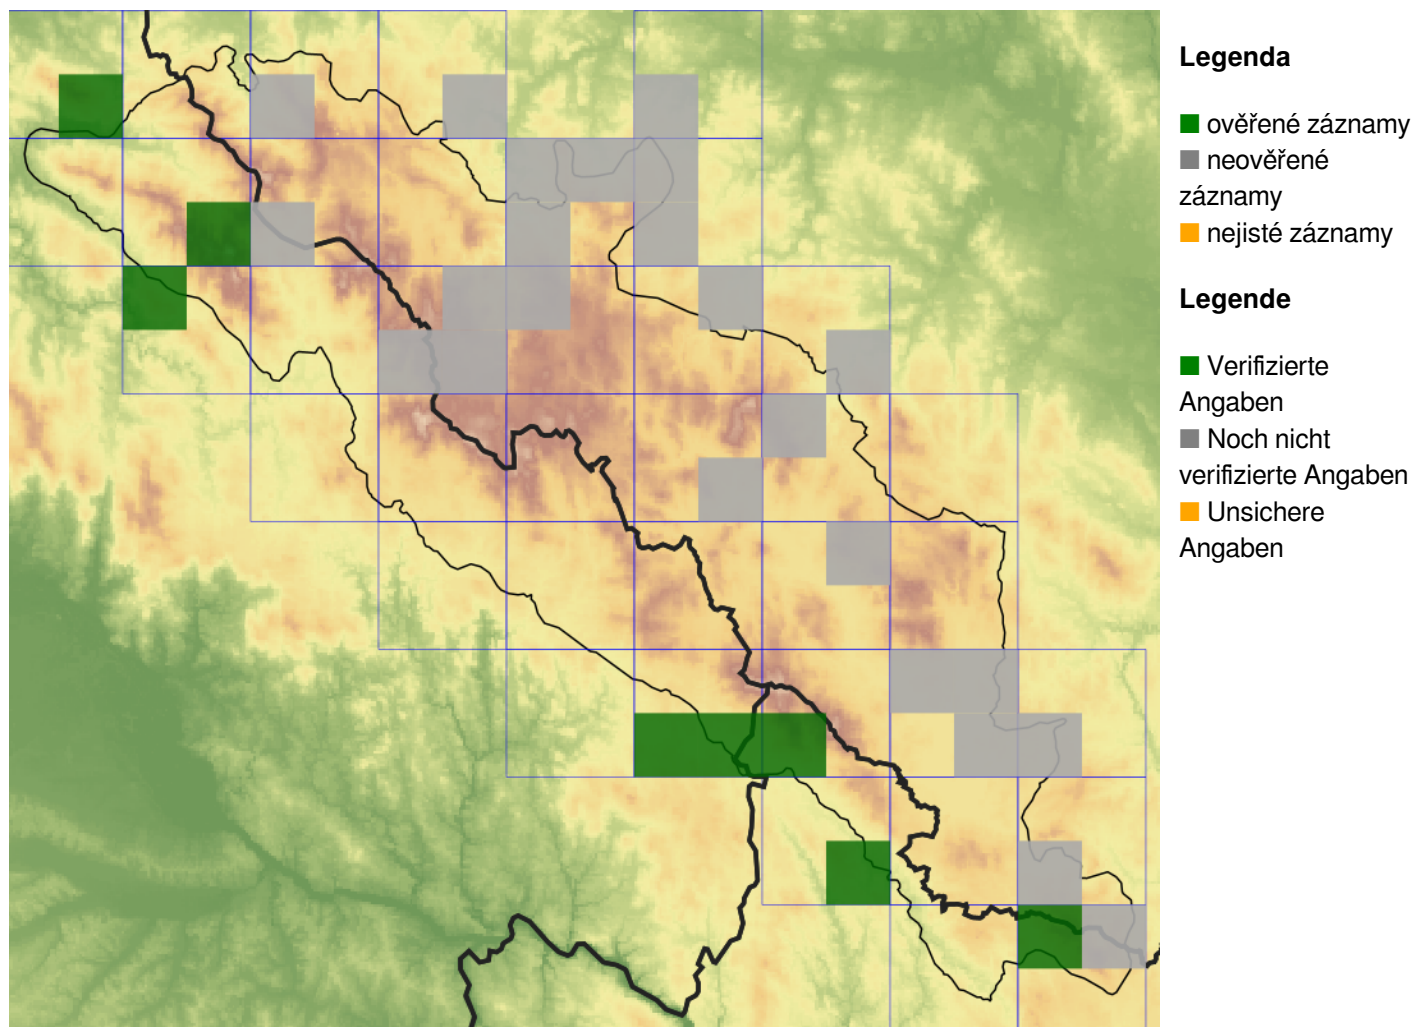 Legenda
ověřené záznamy
neověřené
záznamy
nejisté záznamy
Legende
Verifizierte
Angaben
Noch nicht
verifizierte Angaben
Unsichere
Angaben